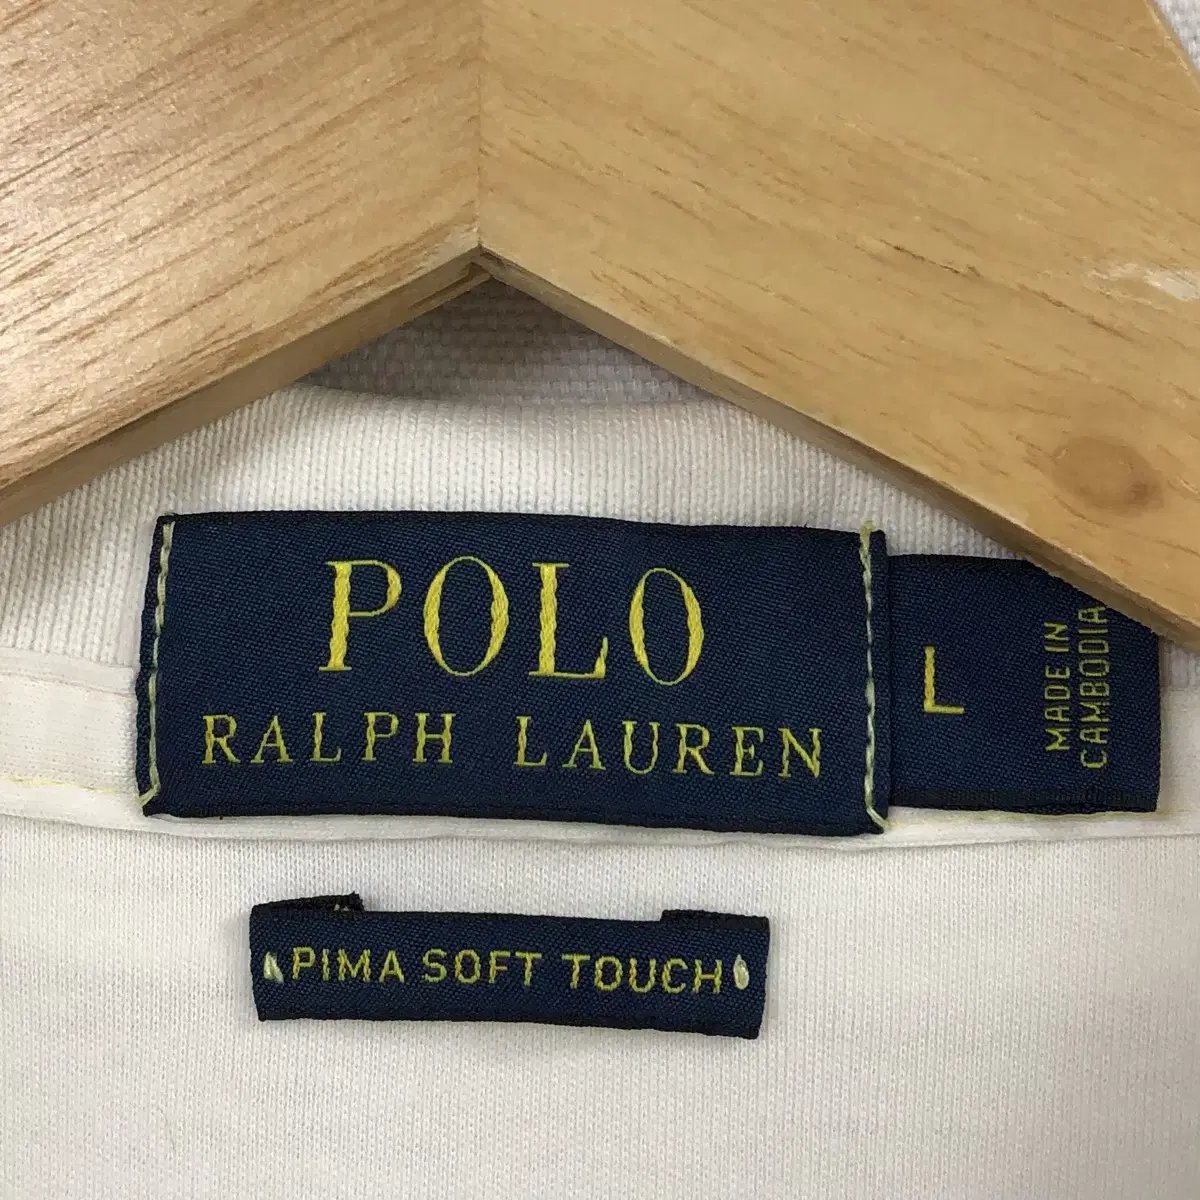 POLO
RALPH LAUREN
L
MADE IN
CAMBODIA
PIMA SOFT TOUCH